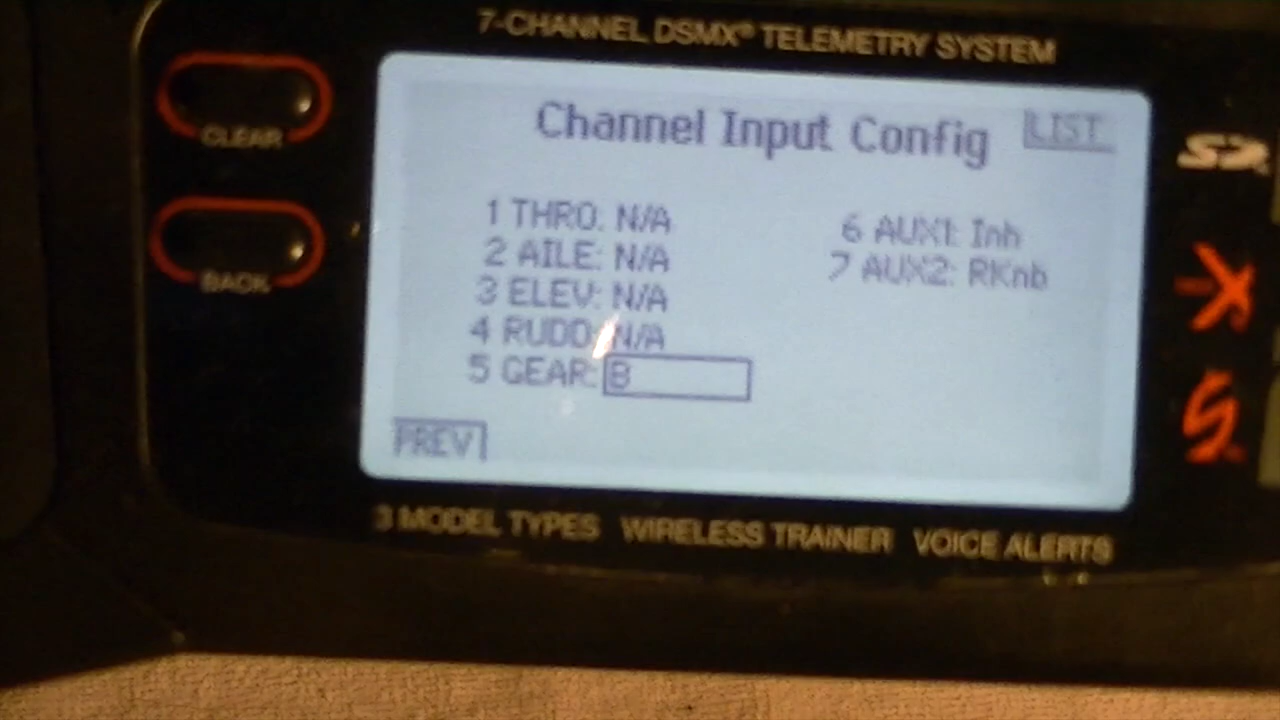 7-CHANNEL DSMX® TELEMETRY SYSTEM
CLEAR
BACK
Channel Input Config
LIST
1 THRO: N/A
2 AILE: N/A
3 ELEV: N/A
4 RUDD: N/A
5 GEAR: B
6 AUX1: Inh
7 AUX2: RKnb
PREV
3 MODEL TYPES WIRELESS TRAINER VOICE ALERTS